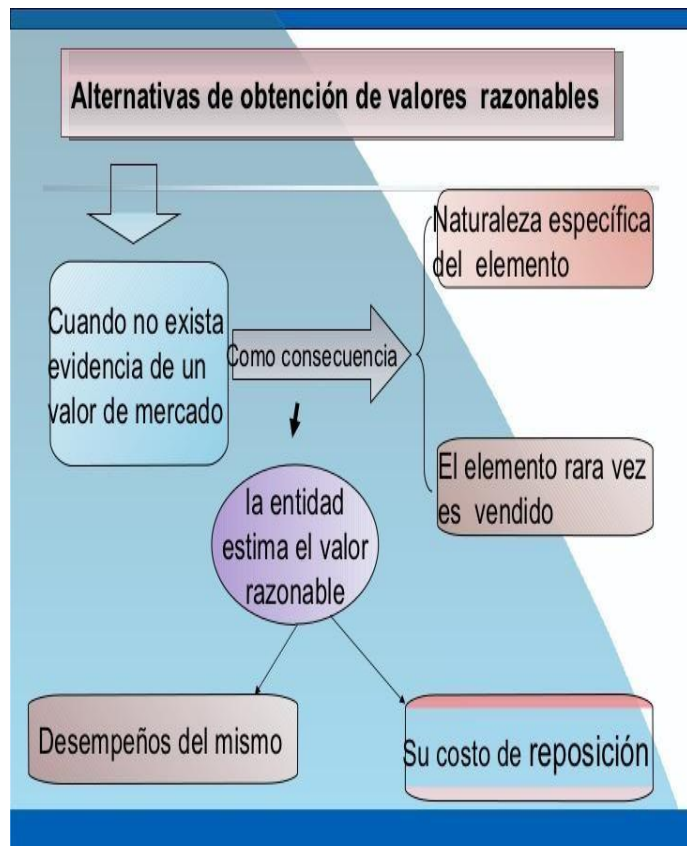 Alternativas de obtención de valores razonables
Naturaleza específica
del elemento
Cuando no exista
evidencia de un
valor de mercado
Como consecuencia
El elemento rara vez
es vendido
la entidad
estima el valor
razonable
Desempeños del mismo
Su costo de reposición